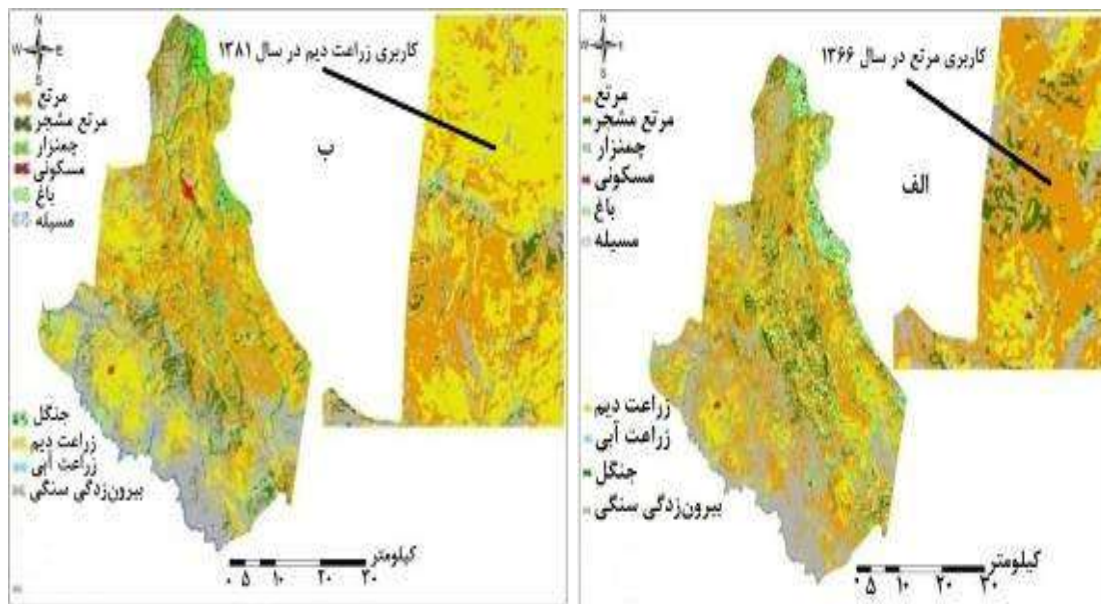 N
W E
S
کاربری مرتع در سال ۱۳۶۶
مرتع
مرتع مشجر
چمنزار
مسکونی
باغ
مسیله
الف
زراعت دیم
زراعت آبی
جنگل
بیرون‌زدگی سنگی
کیلومتر
۰ ۵ ۱۰ ۲۰ ۳۰
N
W E
S
کاربری زراعت دیم در سال ۱۳۸۱
مرتع
مرتع مشجر
چمنزار
مسکونی
باغ
مسیله
ب
جنگل
زراعت دیم
زراعت آبی
بیرون‌زدگی سنگی
کیلومتر
۰ ۵ ۱۰ ۲۰ ۳۰